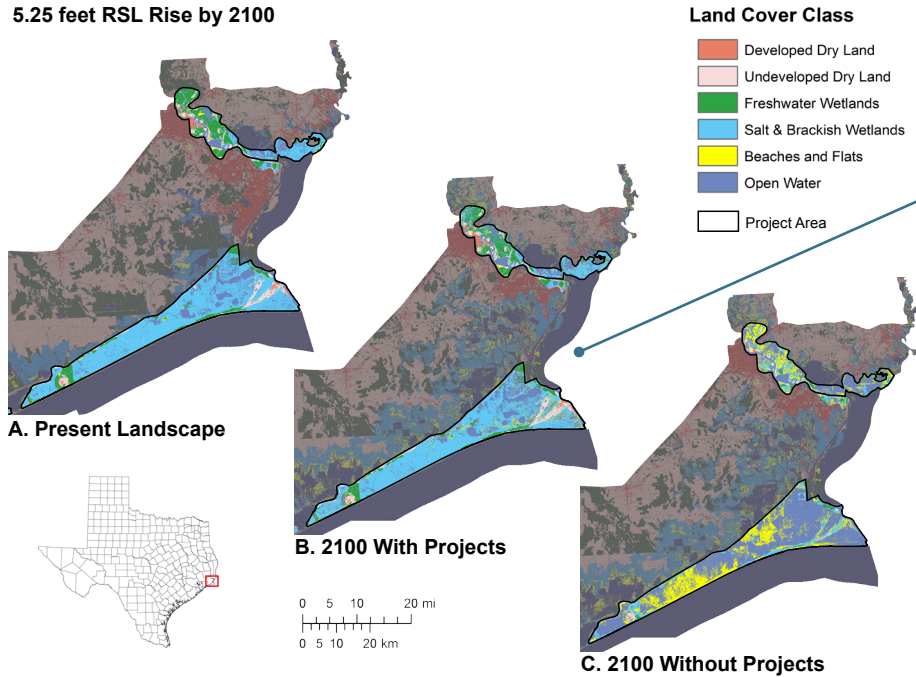 5.25 feet RSL Rise by 2100
Land Cover Class
Developed Dry Land
Undeveloped Dry Land
Freshwater Wetlands
Salt & Brackish Wetlands
Beaches and Flats
Open Water
Project Area
A. Present Landscape
B. 2100 With Projects
C. 2100 Without Projects
0 5 10 20 mi
0 5 10 20 km